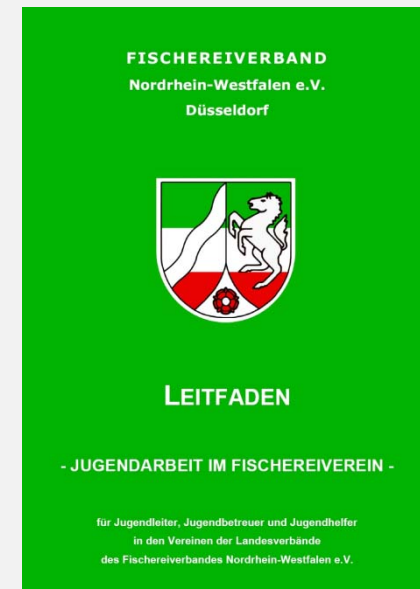 FISCHEREIVERBAND
Nordrhein-Westfalen e.V.
Düsseldorf
LEITFADEN
- JUGENDARBEIT IM FISCHEREIVEREIN -
für Jugendleiter, Jugendbetreuer und Jugendhelfer
in den Vereinen der Landesverbände
des Fischereiverbandes Nordrhein-Westfalen e.V.